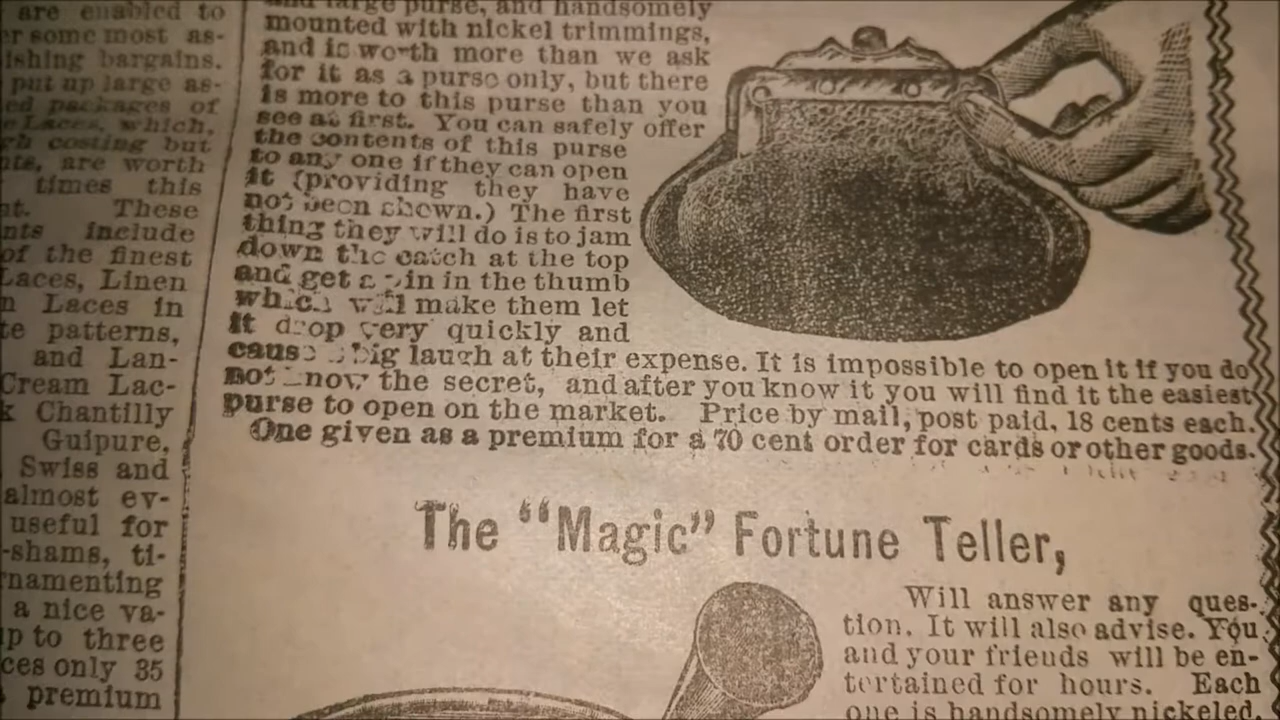 are enabled to
er some most as-
ishing bargains.
put up large as-
ed packages of
e Laces, which,
gh costing but
nts, are worth
times this
nt. These
nts include
of the finest
Laces, Linen
n Laces in
te patterns,
and Lan-
Cream Lac-
k Chantilly
Guipure,
Swiss and
almost ev-
useful for
-shams, ti-
rnamenting
a nice va-
up to three
ces only 35
premium
and large purse, and handsomely
mounted with nickel trimmings,
and is worth more than we ask
for it as a purse only, but there
is more to this purse than you
see at first. You can safely offer
the contents of this purse
to any one if they can open
it (providing they have
not been shown.) The first
thing they will do is to jam
down the catch at the top
and get a pin in the thumb
which will make them let
it drop very quickly and
cause a big laugh at their expense. It is impossible to open it if you do
not know the secret, and after you know it you will find it the easiest
purse to open on the market. Price by mail, post paid, 18 cents each.
One given as a premium for a 70 cent order for cards or other goods.
The "Magic" Fortune Teller,
Will answer any ques-
tion. It will also advise. You
and your friends will be en-
tertained for hours. Each
one is handsomely nickeled,